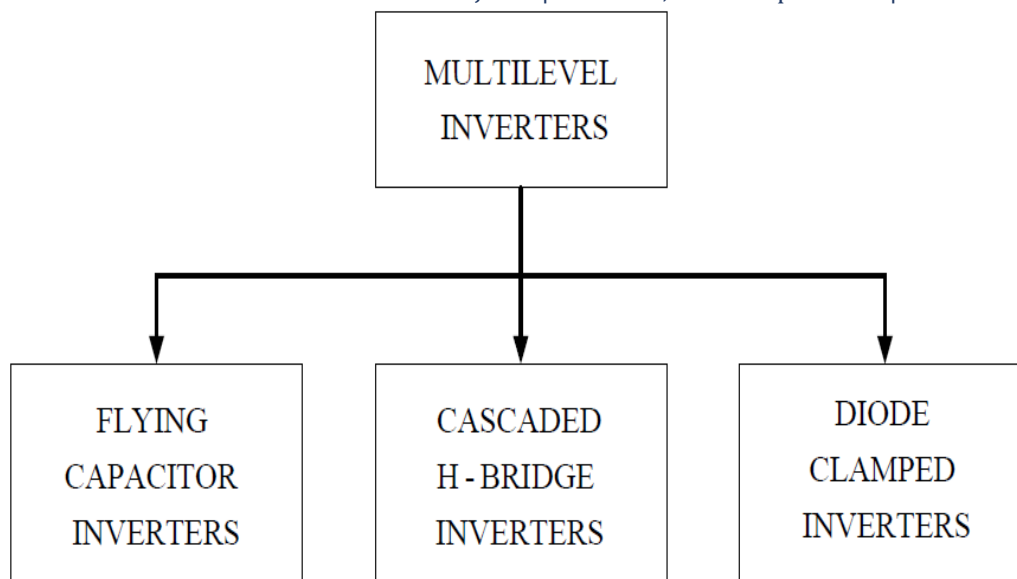 MULTILEVEL
INVERTERS
FLYING
CAPACITOR
INVERTERS
CASCADED
H - BRIDGE
INVERTERS
DIODE
CLAMPED
INVERTERS